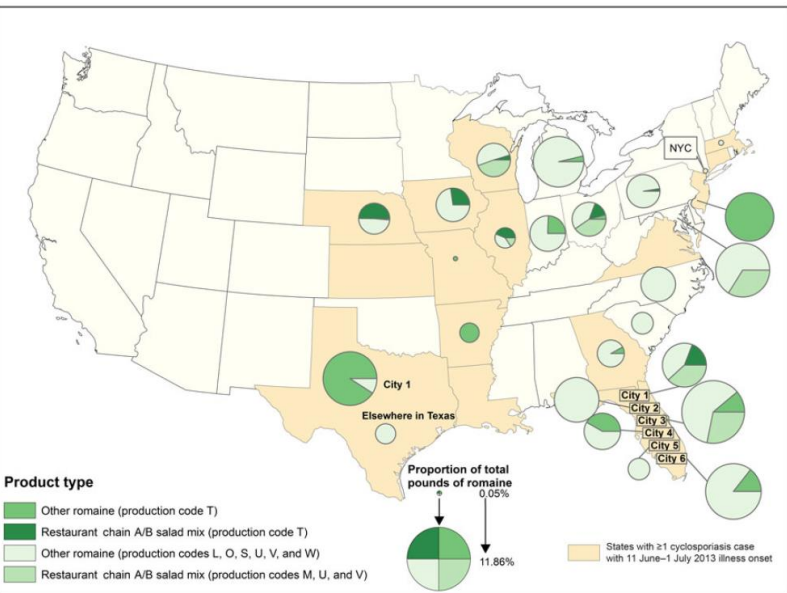 NYC
City 1
Elsewhere in Texas
City 1
City 2
City 3
City 4
City 5
City 6
Product type
Other romaine (production code T)
Restaurant chain A/B salad mix (production code T)
Other romaine (production codes L, O, S, U, V, and W)
Restaurant chain A/B salad mix (production codes M, U, and V)
Proportion of total
pounds of romaine
0.05%
11.86%
States with ≥1 cyclosporiasis case
with 11 June–1 July 2013 illness onset